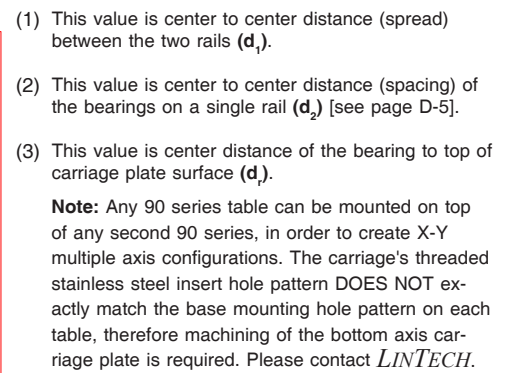 (1) This value is center to center distance (spread)
between the two rails (d₁).
(2) This value is center to center distance (spacing) of
the bearings on a single rail (d₂) [see page D-5].
(3) This value is center distance of the bearing to top of
carriage plate surface (dᵣ).
Note: Any 90 series table can be mounted on top
of any second 90 series, in order to create X-Y
multiple axis configurations. The carriage's threaded
stainless steel insert hole pattern DOES NOT ex-
actly match the base mounting hole pattern on each
table, therefore machining of the bottom axis car-
riage plate is required. Please contact LINTECH.